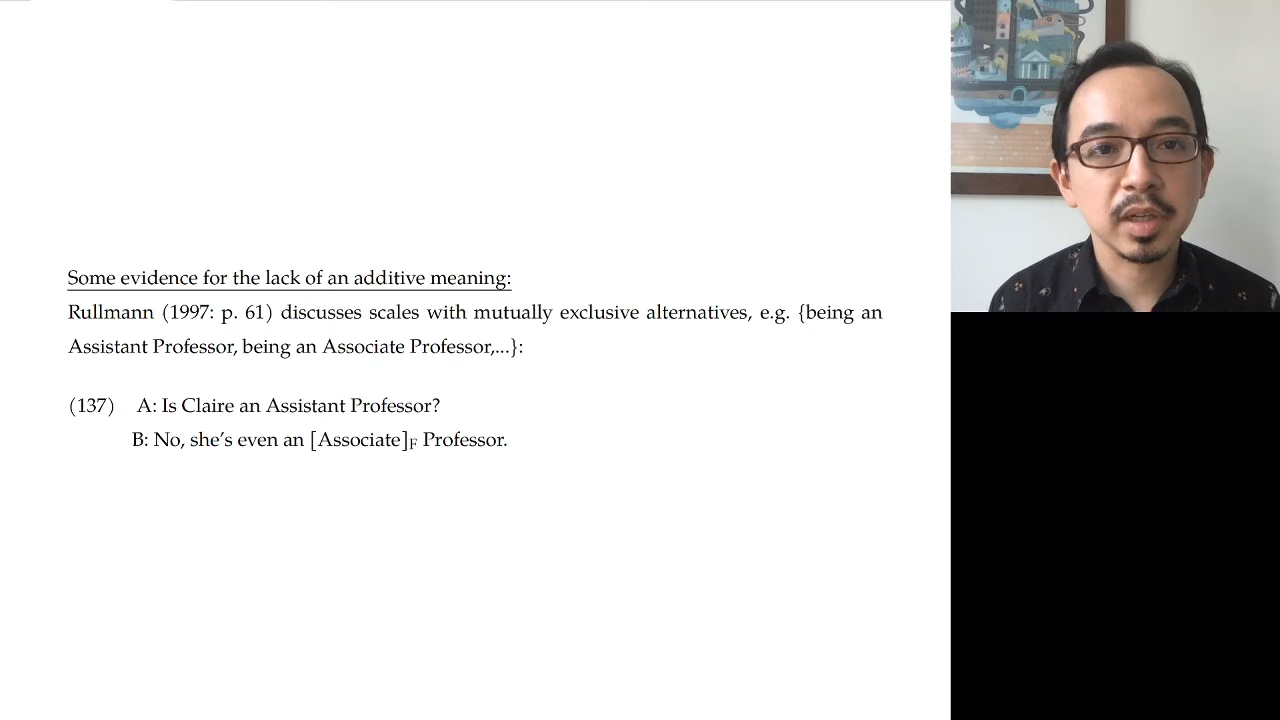 Some evidence for the lack of an additive meaning:
Rullmann (1997: p. 61) discusses scales with mutually exclusive alternatives, e.g. {being an
Assistant Professor, being an Associate Professor,...}:
(137) A: Is Claire an Assistant Professor?
B: No, she's even an [Associate]F Professor.